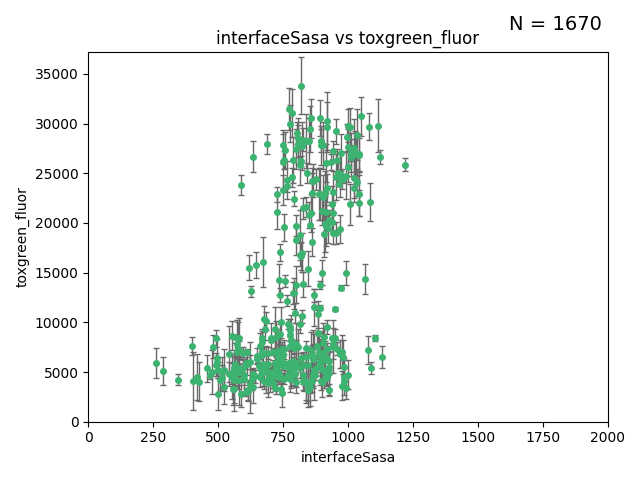 N = 1670
interfaceSasa vs toxgreen_fluor
35000
30000
25000
20000
15000
10000
5000
0
toxgreen_fluor
0 250 500 750 1000 1250 1500 1750 2000
interfaceSasa